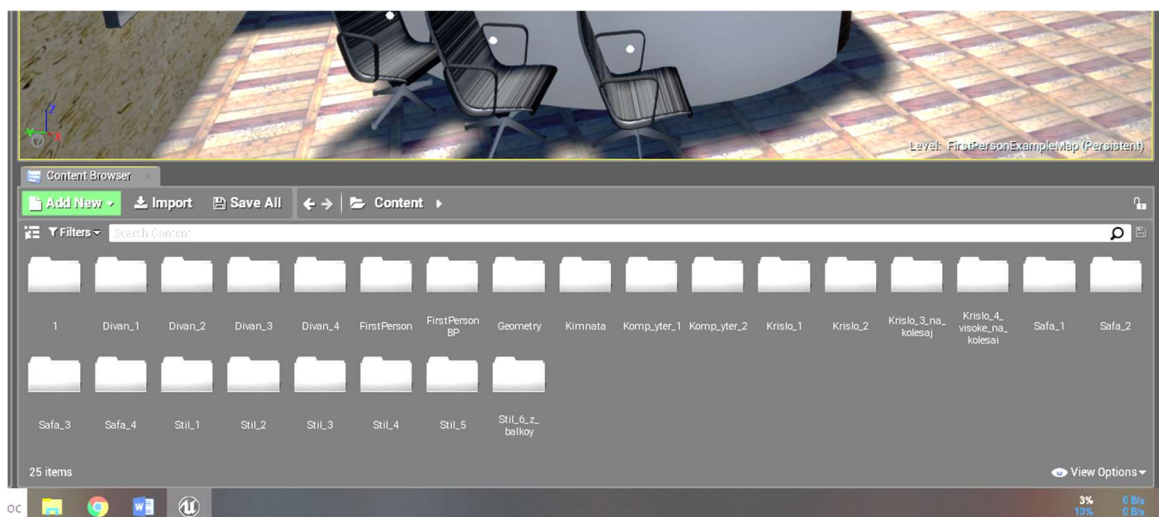 Level: FirstPersonExampleMap (Persistent)
Content Browser
Add New Import Save All Content
Filters Search Content
1 Divan_1 Divan_2 Divan_3 Divan_4 FirstPerson FirstPerson BP Geometry Kimnata Komp_yter_1 Komp_yter_2 Krislo_1 Krislo_2 Krislo_3_na_ kolesaj Krislo_4_ visoke_na_ kolesai Safa_1 Safa_2
Safa_3 Safa_4 Stil_1 Stil_2 Stil_3 Stil_4 Stil_5 Stil_6_z_ balkoy
25 items View Options
ос 3% 0 B/s
13% 0 B/s